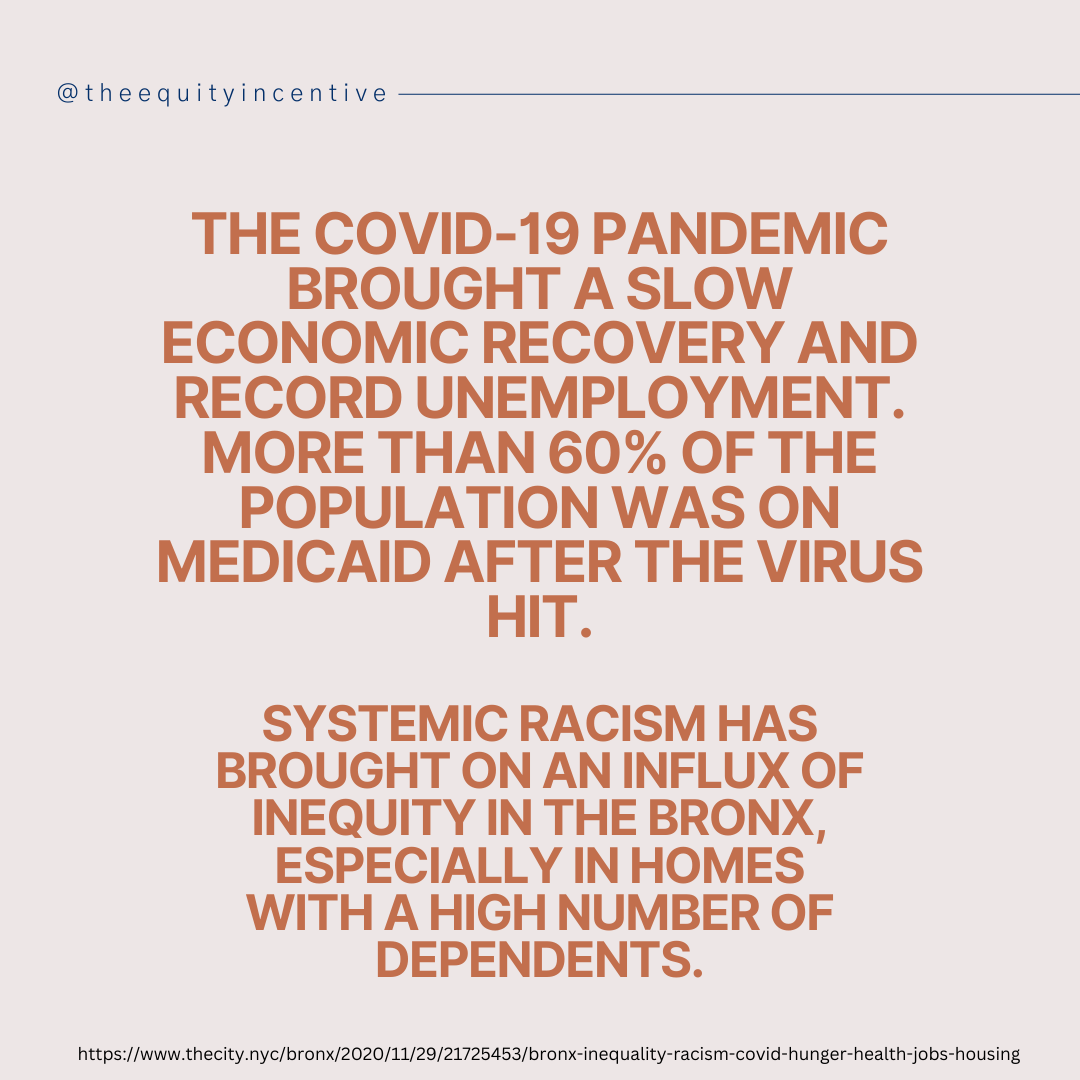 @theequityincentive
THE COVID-19 PANDEMIC
BROUGHT A SLOW
ECONOMIC RECOVERY AND
RECORD UNEMPLOYMENT.
MORE THAN 60% OF THE
POPULATION WAS ON
MEDICAID AFTER THE VIRUS
HIT.
SYSTEMIC RACISM HAS
BROUGHT ON AN INFLUX OF
INEQUITY IN THE BRONX,
ESPECIALLY IN HOMES
WITH A HIGH NUMBER OF
DEPENDENTS.
https://www.thecity.nyc/bronx/2020/11/29/21725453/bronx-inequality-racism-covid-hunger-health-jobs-housing